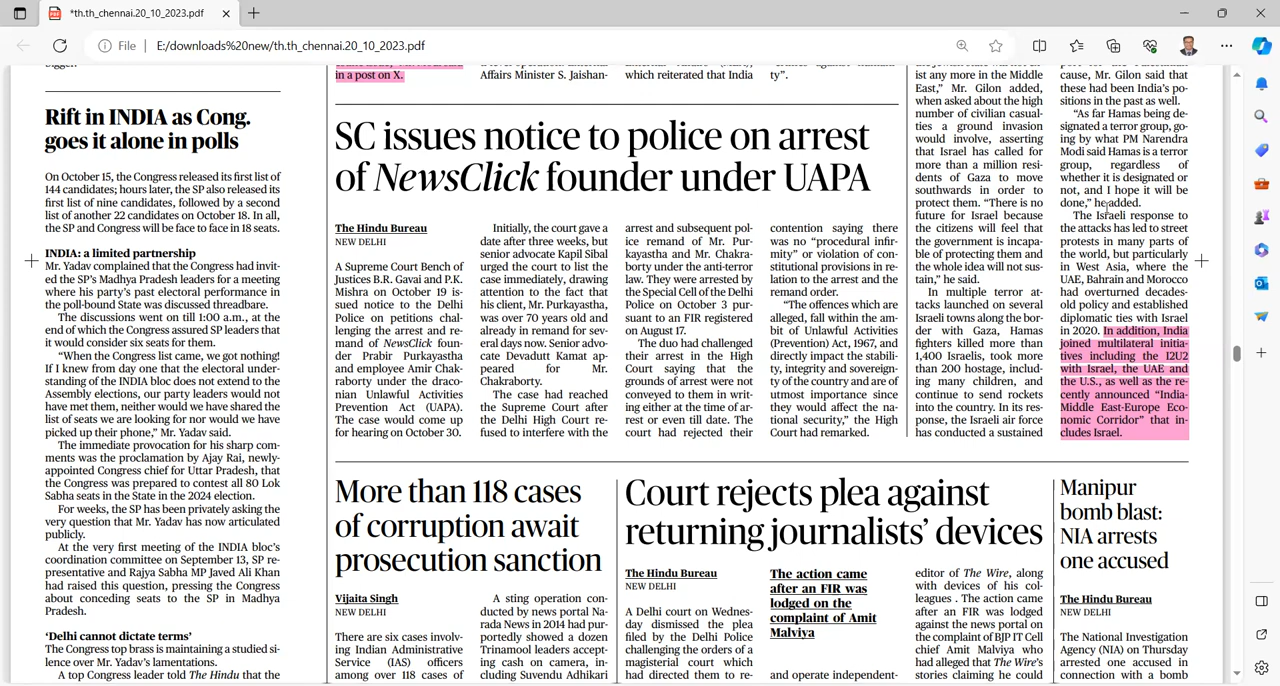 *th.th_chennai.20_10_2023.pdf
File
E:/downloads%20new/th.th_chennai.20_10_2023.pdf
Rift in INDIA as Cong.
goes it alone in polls
On October 15, the Congress released its first list of
144 candidates; hours later, the SP also released its
first list of nine candidates, followed by a second
list of another 22 candidates on October 18. In all,
the SP and Congress will be face to face in 18 seats.
INDIA: a limited partnership
Mr. Yadav complained that the Congress had invit-
ed the SP's Madhya Pradesh leaders for a meeting
where his party's past electoral performance in
the poll-bound State was discussed threadbare.
The discussions went on till 1:00 a.m., at the
end of which the Congress assured SP leaders that
it would consider six seats for them.
“When the Congress list came, we got nothing!
If I knew from day one that the electoral under-
standing of the INDIA bloc does not extend to the
Assembly elections, our party leaders would not
have met them, neither would we have shared the
list of seats we are looking for nor would we have
picked up their phone,” Mr. Yadav said.
The immediate provocation for his sharp com-
ments was the proclamation by Ajay Rai, newly-
appointed Congress chief for Uttar Pradesh, that
the Congress was prepared to contest all 80 Lok
Sabha seats in the State in the 2024 election.
For weeks, the SP has been privately asking the
very question that Mr. Yadav has now articulated
publicly.
At the very first meeting of the INDIA bloc's
coordination committee on September 13, SP re-
presentative and Rajya Sabha MP Javed Ali Khan
had raised this question, pressing the Congress
about conceding seats to the SP in Madhya
Pradesh.
‘Delhi cannot dictate terms’
The Congress top brass is maintaining a studied si-
lence over Mr. Yadav's lamentations.
A top Congress leader told The Hindu that the
in a post on X.
Affairs Minister S. Jaishan-
which reiterated that India
ty”.
SC issues notice to police on arrest
of NewsClick founder under UAPA
The Hindu Bureau
NEW DELHI
A Supreme Court Bench of
Justices B.R. Gavai and P.K.
Mishra on October 19 is-
sued notice to the Delhi
Police on petitions chal-
lenging the arrest and re-
mand of NewsClick foun-
der Prabir Purkayastha
and employee Amir Chak-
raborty under the draco-
nian Unlawful Activities
Prevention Act (UAPA).
The case would come up
for hearing on October 30.
Initially, the court gave a
date after three weeks, but
senior advocate Kapil Sibal
urged the court to list the
case immediately, drawing
attention to the fact that
his client, Mr. Purkayastha,
was over 70 years old and
already in remand for sev-
eral days now. Senior advo-
cate Devadutt Kamat ap-
peared for Mr.
Chakraborty.
The case had reached
the Supreme Court after
the Delhi High Court re-
fused to interfere with the
arrest and subsequent pol-
ice remand of Mr. Pur-
kayastha and Mr. Chakra-
borty under the anti-terror
law. They were arrested by
the Special Cell of the Delhi
Police on October 3 pur-
suant to an FIR registered
on August 17.
The duo had challenged
their arrest in the High
Court saying that the
grounds of arrest were not
conveyed to them in writ-
ing either at the time of ar-
rest or even till date. The
court had rejected their
contention saying there
was no “procedural infir-
mity” or violation of con-
stitutional provisions in re-
lation to the arrest and the
remand order.
“The offences which are
alleged, fall within the am-
bit of Unlawful Activities
(Prevention) Act, 1967, and
directly impact the stabili-
ty, integrity and sovereign-
ty of the country and are of
utmost importance since
they would affect the na-
tional security,” the High
Court had remarked.
ist any more in the Middle
East,” Mr. Gilon added,
when asked about the high
number of civilian casual-
ties a ground invasion
would involve, asserting
that Israel has called for
more than a million resi-
dents of Gaza to move
southwards in order to
protect them. “There is no
future for Israel because
the citizens will feel that
the government is incapa-
ble of protecting them and
the whole idea will not sus-
tain,” he said.
In multiple terror at-
tacks launched on several
Israeli towns along the bor-
der with Gaza, Hamas
fighters killed more than
1,400 Israelis, took more
than 200 hostage, includ-
ing many children, and
continue to send rockets
into the country. In its res-
ponse, the Israeli air force
has conducted a sustained
cause, Mr. Gilon said that
these had been India's po-
sitions in the past as well.
“As far Hamas being de-
signated a terror group, go-
ing by what PM Narendra
Modi said Hamas is a terror
group, regardless of
whether it is designated or
not, and I hope it will be
done,” he added.
The Israeli response to
the attacks has led to street
protests in many parts of
the world, but particularly
in West Asia, where the
UAE, Bahrain and Morocco
had overturned decades-
old policy and established
diplomatic ties with Israel
in 2020. In addition, India
joined multilateral initia-
tives including the I2U2
with Israel, the UAE and
the U.S., as well as the re-
cently announced “India-
Middle East-Europe Eco-
nomic Corridor” that in-
cludes Israel.
More than 118 cases
of corruption await
prosecution sanction
Vijaita Singh
NEW DELHI
There are six cases involv-
ing Indian Administrative
Service (IAS) officers
among over 118 cases of
A sting operation con-
ducted by news portal Na-
rada News in 2014 had pur-
portedly showed a dozen
Trinamool leaders accept-
ing cash on camera, in-
cluding Suvendu Adhikari
Court rejects plea against
returning journalists’ devices
The Hindu Bureau
NEW DELHI
A Delhi court on Wednes-
day dismissed the plea
filed by the Delhi Police
challenging the orders of a
magisterial court which
had directed them to re-
The action came
after an FIR was
lodged on the
complaint of Amit
Malviya
and operate independent-
editor of The Wire, along
with devices of his col-
leagues . The action came
after an FIR was lodged
against the news portal on
the complaint of BJP IT Cell
chief Amit Malviya who
had alleged that The Wire's
stories claiming he could
Manipur
bomb blast:
NIA arrests
one accused
The Hindu Bureau
NEW DELHI
The National Investigation
Agency (NIA) on Thursday
arrested one accused in
connection with a bomb